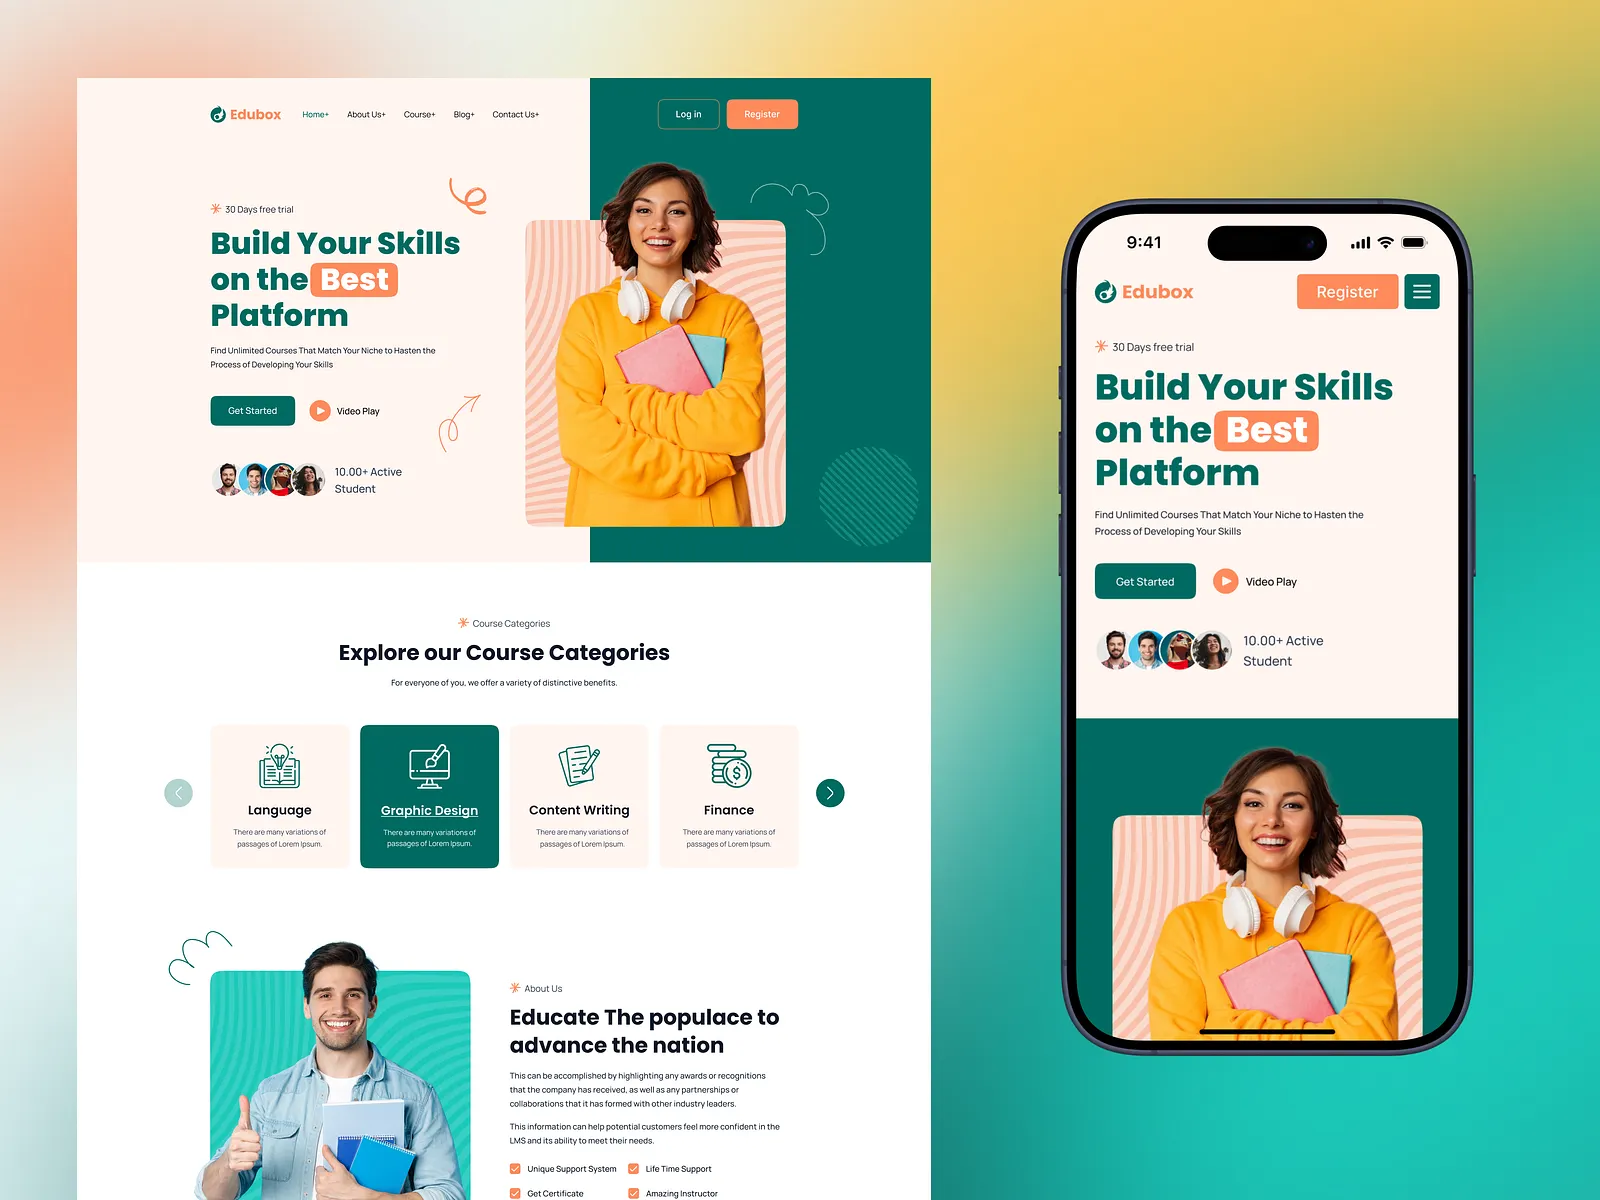 Edubox
Home+
About Us+
Course+
Blog+
Contact Us+
Log in
Register
30 Days free trial
Build Your Skills
on the Best
Platform
Find Unlimited Courses That Match Your Niche to Hasten the
Process of Developing Your Skills
Get Started
Video Play
10.00+ Active
Student
Course Categories
Explore our Course Categories
For everyone of you, we offer a variety of distinctive benefits.
Language
There are many variations of
passages of Lorem Ipsum.
Graphic Design
There are many variations of
passages of Lorem Ipsum.
Content Writing
There are many variations of
passages of Lorem Ipsum.
Finance
There are many variations of
passages of Lorem Ipsum.
About Us
Educate The populace to
advance the nation
This can be accomplished by highlighting any awards or recognitions
that the company has received, as well as any partnerships or
collaborations that it has formed with other industry leaders.
This information can help potential customers feel more confident in the
LMS and its ability to meet their needs.
Unique Support System
Life Time Support
Get Certificate
Amazing Instructor
9:41
Edubox
Register
30 Days free trial
Build Your Skills
on the Best
Platform
Find Unlimited Courses That Match Your Niche to Hasten the
Process of Developing Your Skills
Get Started
Video Play
10.00+ Active
Student